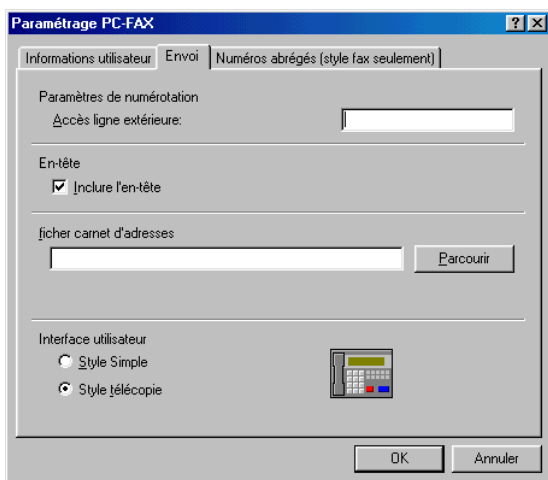 Paramétrage PC-FAX
Informations utilisateur Envoi Numéros abrégés (style fax seulement)
Paramètres de numérotation
Accès ligne extérieure:
En-tête
Inclure l'en-tête
ficher carnet d'adresses
Parcourir
Interface utilisateur
Style Simple
Style télécopie
OK Annuler